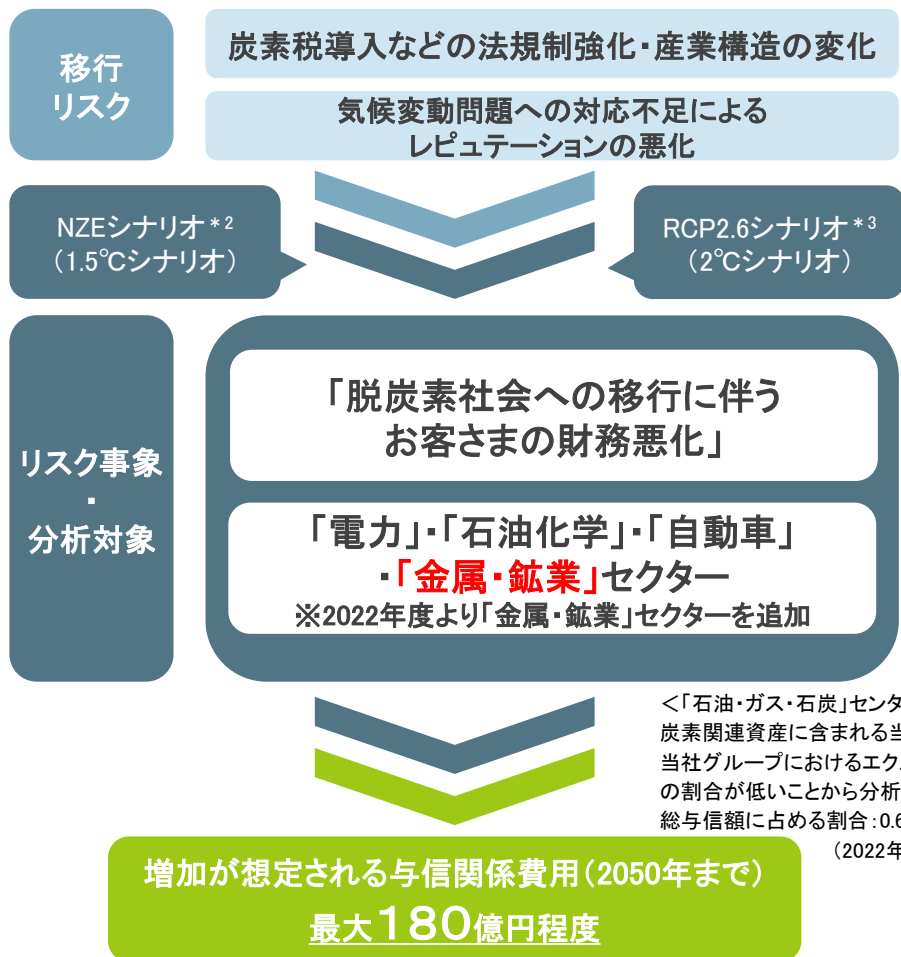 移行
リスク
炭素税導入などの法規制強化・産業構造の変化
気候変動問題への対応不足による
レピュテーションの悪化
NZEシナリオ*2
(1.5℃シナリオ)
RCP2.6シナリオ*3
(2℃シナリオ)
リスク事象
・
分析対象
「脱炭素社会への移行に伴う
お客さまの財務悪化」
「電力」・「石油化学」・「自動車」
・「金属・鉱業」セクター
※2022年度より「金属・鉱業」セクターを追加
<「石油・ガス・石炭」センタ
炭素関連資産に含まれる当
当社グループにおけるエク
の割合が低いことから分析
総与信額に占める割合:0.6
(2022年
増加が想定される与信関係費用(2050年まで)
最大180億円程度